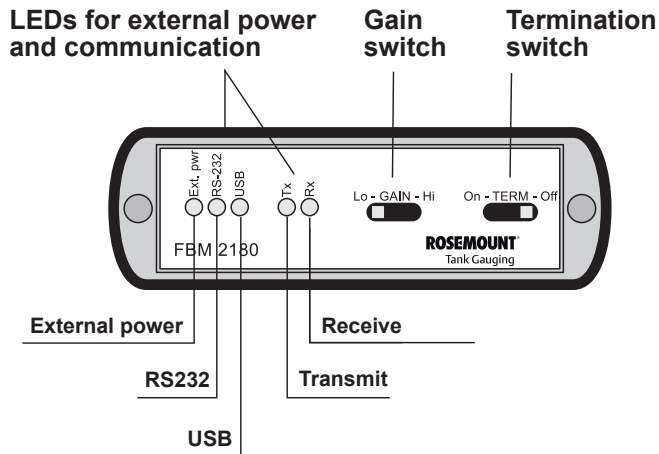 LEDs for external power
and communication
Gain
switch
Termination
switch
Ext. pwr
RS-232
USB
Tx
Rx
Lo - GAIN - Hi
On - TERM - Off
FBM 2180
ROSEMOUNT
Tank Gauging
External power
Receive
RS232
Transmit
USB